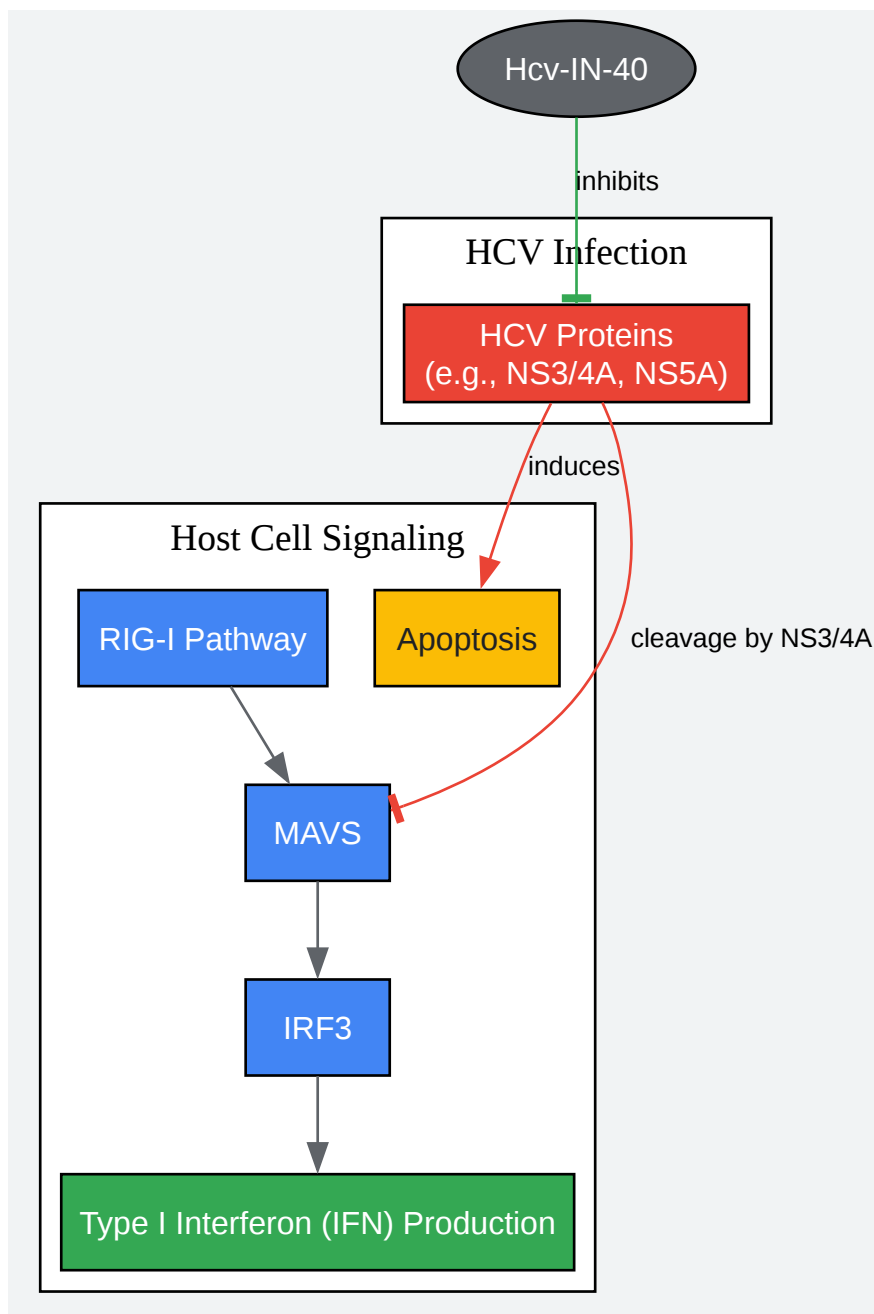 Hcv-IN-40
inhibits
HCV Infection
HCV Proteins
(e.g., NS3/4A, NS5A)
induces
Host Cell Signaling
RIG-I Pathway
Apoptosis
cleavage by NS3/4A
MAVS
IRF3
Type I Interferon (IFN) Production